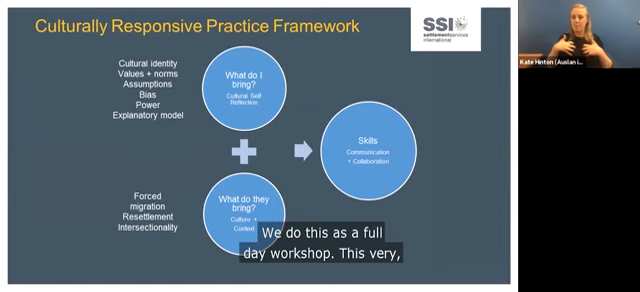 Culturally Responsive Practice Framework
SSI
settlement services
international
Cultural identity
Values + norms
Assumptions
Bias
Power
Explanatory model
What do I
bring?
Cultural Self
Reflection
Skills
Communication
+ Collaboration
Forced
migration
Resettlement
Intersectionality
What do they
bring?
Culture +
Context
We do this as a full
day workshop. This very,
Kate Hinton (Auslan i...